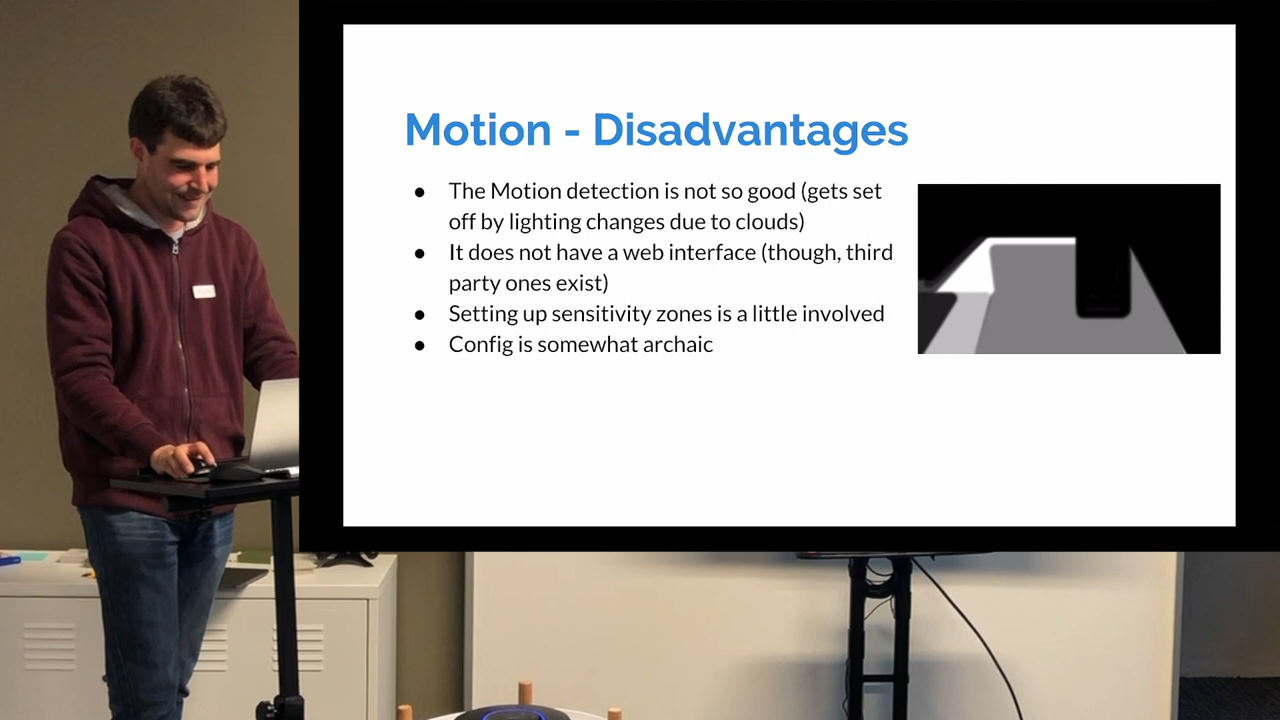 Motion - Disadvantages
● The Motion detection is not so good (gets set
off by lighting changes due to clouds)
● It does not have a web interface (though, third
party ones exist)
● Setting up sensitivity zones is a little involved
● Config is somewhat archaic